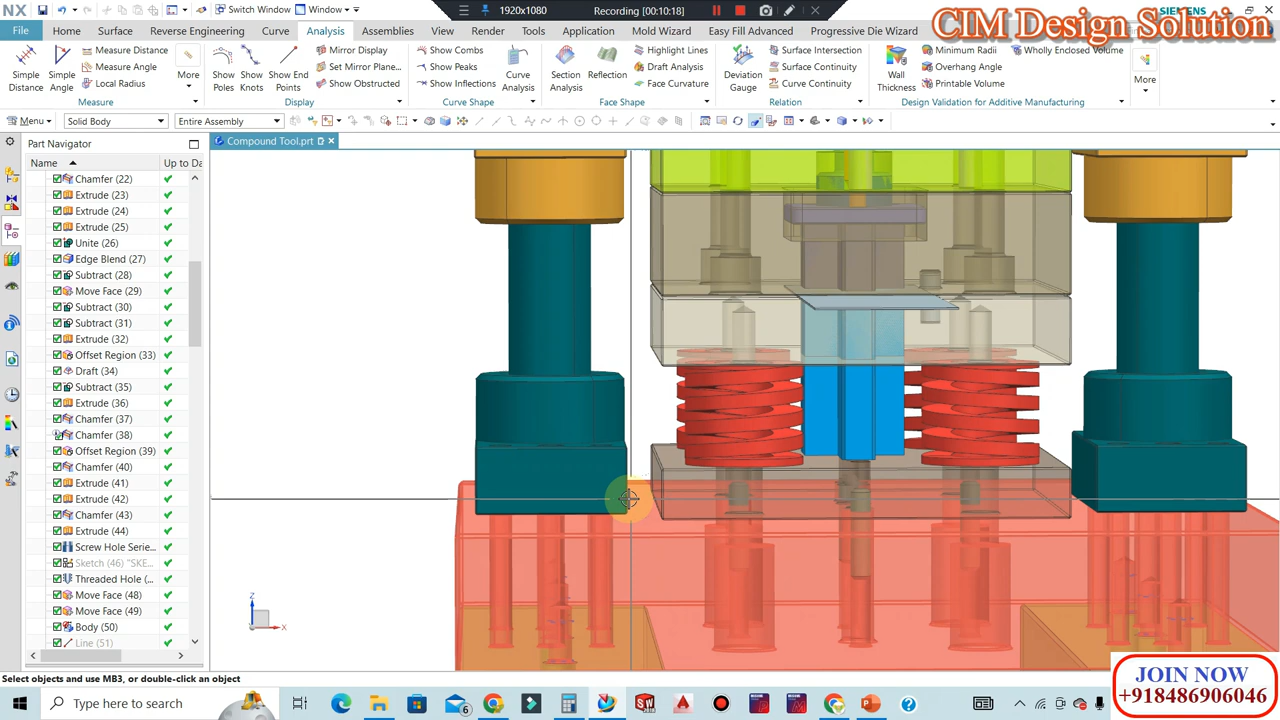 NX Switch Window Window 1920x1080 Recording [00:10:18] SIEMENS
CIM Design Solution
File Home Surface Reverse Engineering Curve Analysis Assemblies View Render Tools Application Mold Wizard Easy Fill Advanced Progressive Die Wizard
Simple Distance
Simple Angle
Measure Distance
Measure Angle
Local Radius
More
Show Poles
Show Knots
Show End Points
Mirror Display
Set Mirror Plane...
Show Obstructed
Show Combs
Show Peaks
Show Inflections
Curve Analysis
Section Analysis
Reflection
Highlight Lines
Draft Analysis
Face Curvature
Deviation Gauge
Surface Intersection
Surface Continuity
Curve Continuity
Wall Thickness
Minimum Radii
Overhang Angle
Printable Volume
Wholly Enclosed Volume
More
Measure Display Curve Shape Face Shape Relation Design Validation for Additive Manufacturing
Menu Solid Body Entire Assembly
Part Navigator
Compound Tool.prt
Name Up to Da
Chamfer (22)
Extrude (23)
Extrude (24)
Extrude (25)
Unite (26)
Edge Blend (27)
Subtract (28)
Move Face (29)
Subtract (30)
Subtract (31)
Extrude (32)
Offset Region (33)
Draft (34)
Subtract (35)
Extrude (36)
Chamfer (37)
Chamfer (38)
Offset Region (39)
Chamfer (40)
Extrude (41)
Extrude (42)
Chamfer (43)
Extrude (44)
Screw Hole Serie...
Sketch (46) "SKE...
Threaded Hole (...
Move Face (48)
Move Face (49)
Body (50)
Line (51)
Z
X
Select objects and use MB3, or double-click an object
JOIN NOW
+918486906046
Type here to search